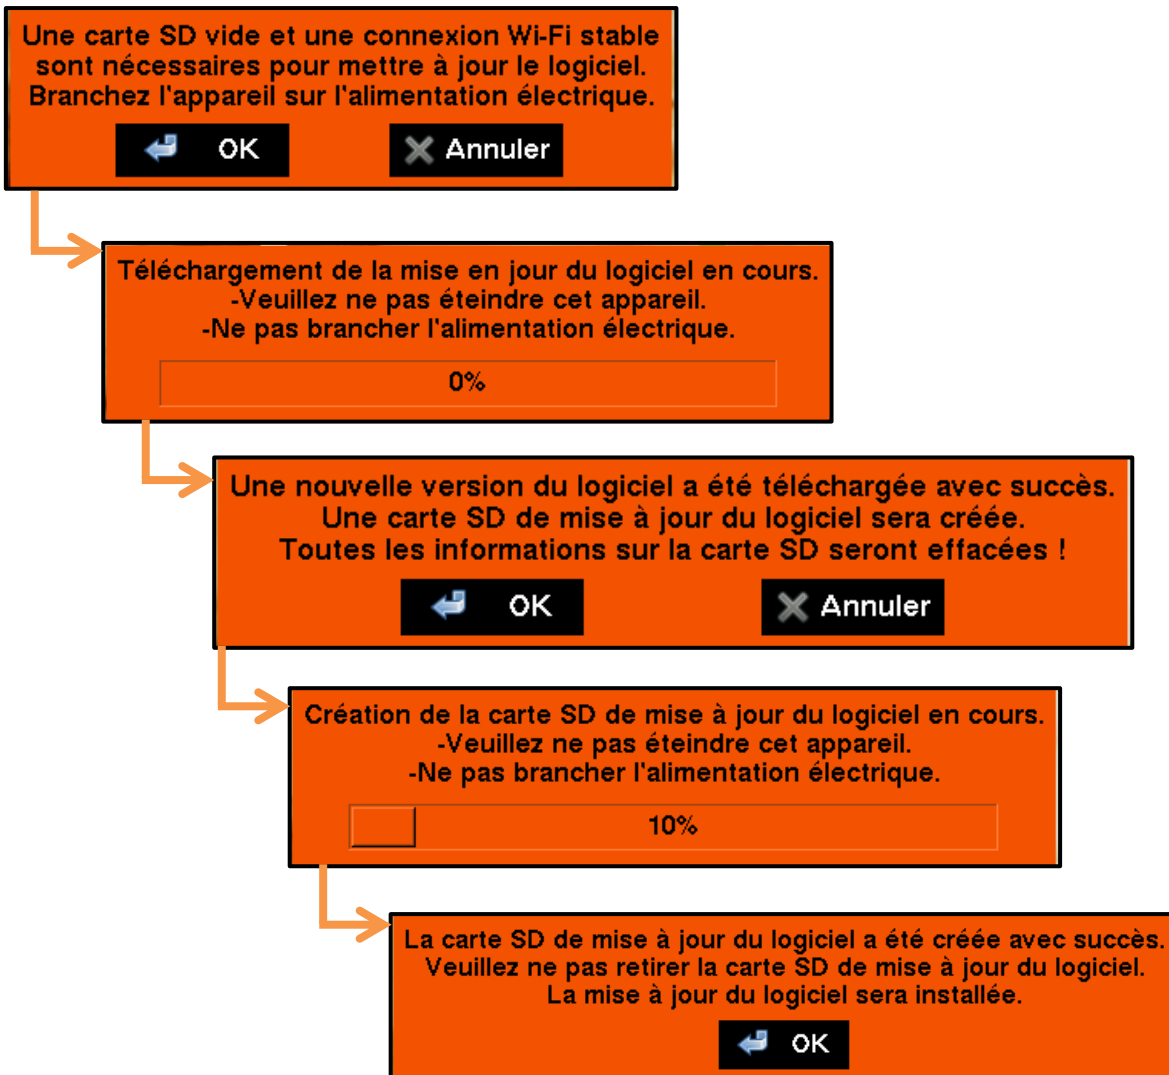 Une carte SD vide et une connexion Wi-Fi stable
sont nécessaires pour mettre à jour le logiciel.
Branchez l'appareil sur l'alimentation électrique.
OK Annuler
Téléchargement de la mise en jour du logiciel en cours.
-Veuillez ne pas éteindre cet appareil.
-Ne pas brancher l'alimentation électrique.
0%
Une nouvelle version du logiciel a été téléchargée avec succès.
Une carte SD de mise à jour du logiciel sera créée.
Toutes les informations sur la carte SD seront effacées !
OK Annuler
Création de la carte SD de mise à jour du logiciel en cours.
-Veuillez ne pas éteindre cet appareil.
-Ne pas brancher l'alimentation électrique.
10%
La carte SD de mise à jour du logiciel a été créée avec succès.
Veuillez ne pas retirer la carte SD de mise à jour du logiciel.
La mise à jour du logiciel sera installée.
OK